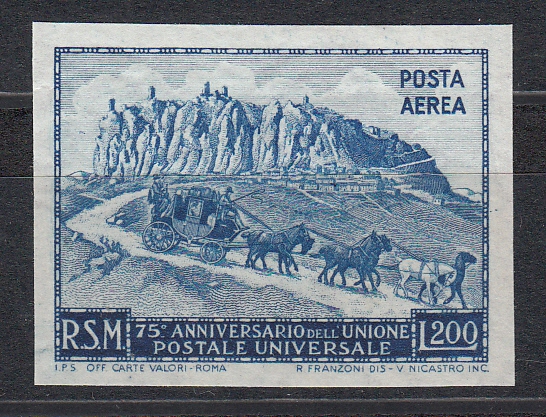 POSTA
AEREA
R.S.M. 75° ANNIVERSARIO DELL'UNIONE L.200
POSTALE UNIVERSALE
I.P.S. OFF. CARTE VALORI - ROMA R. FRANZONI DIS - V NICASTRO INC.